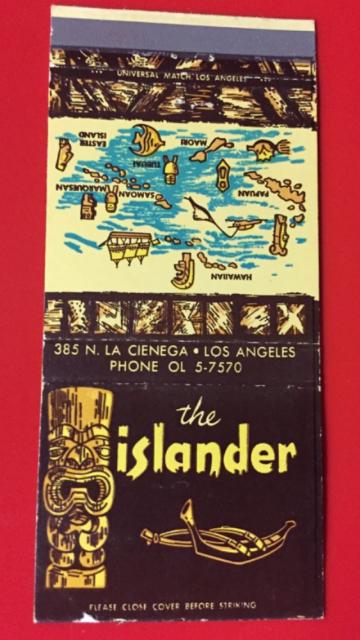 UNIVERSAL MATCH, LOS ANGELES
EASTER
ISLAND
MAORI
TUBUAI
MARQUESAN
SAMOAN
PAPUAN
HAWAIIAN
385 N. LA CIENEGA • LOS ANGELES
PHONE OL 5-7570
the
islander
PLEASE CLOSE COVER BEFORE STRIKING